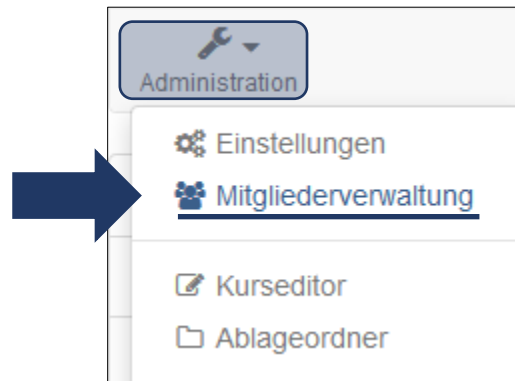 Administration
Einstellungen
Mitgliederverwaltung
Kurseditor
Ablageordner